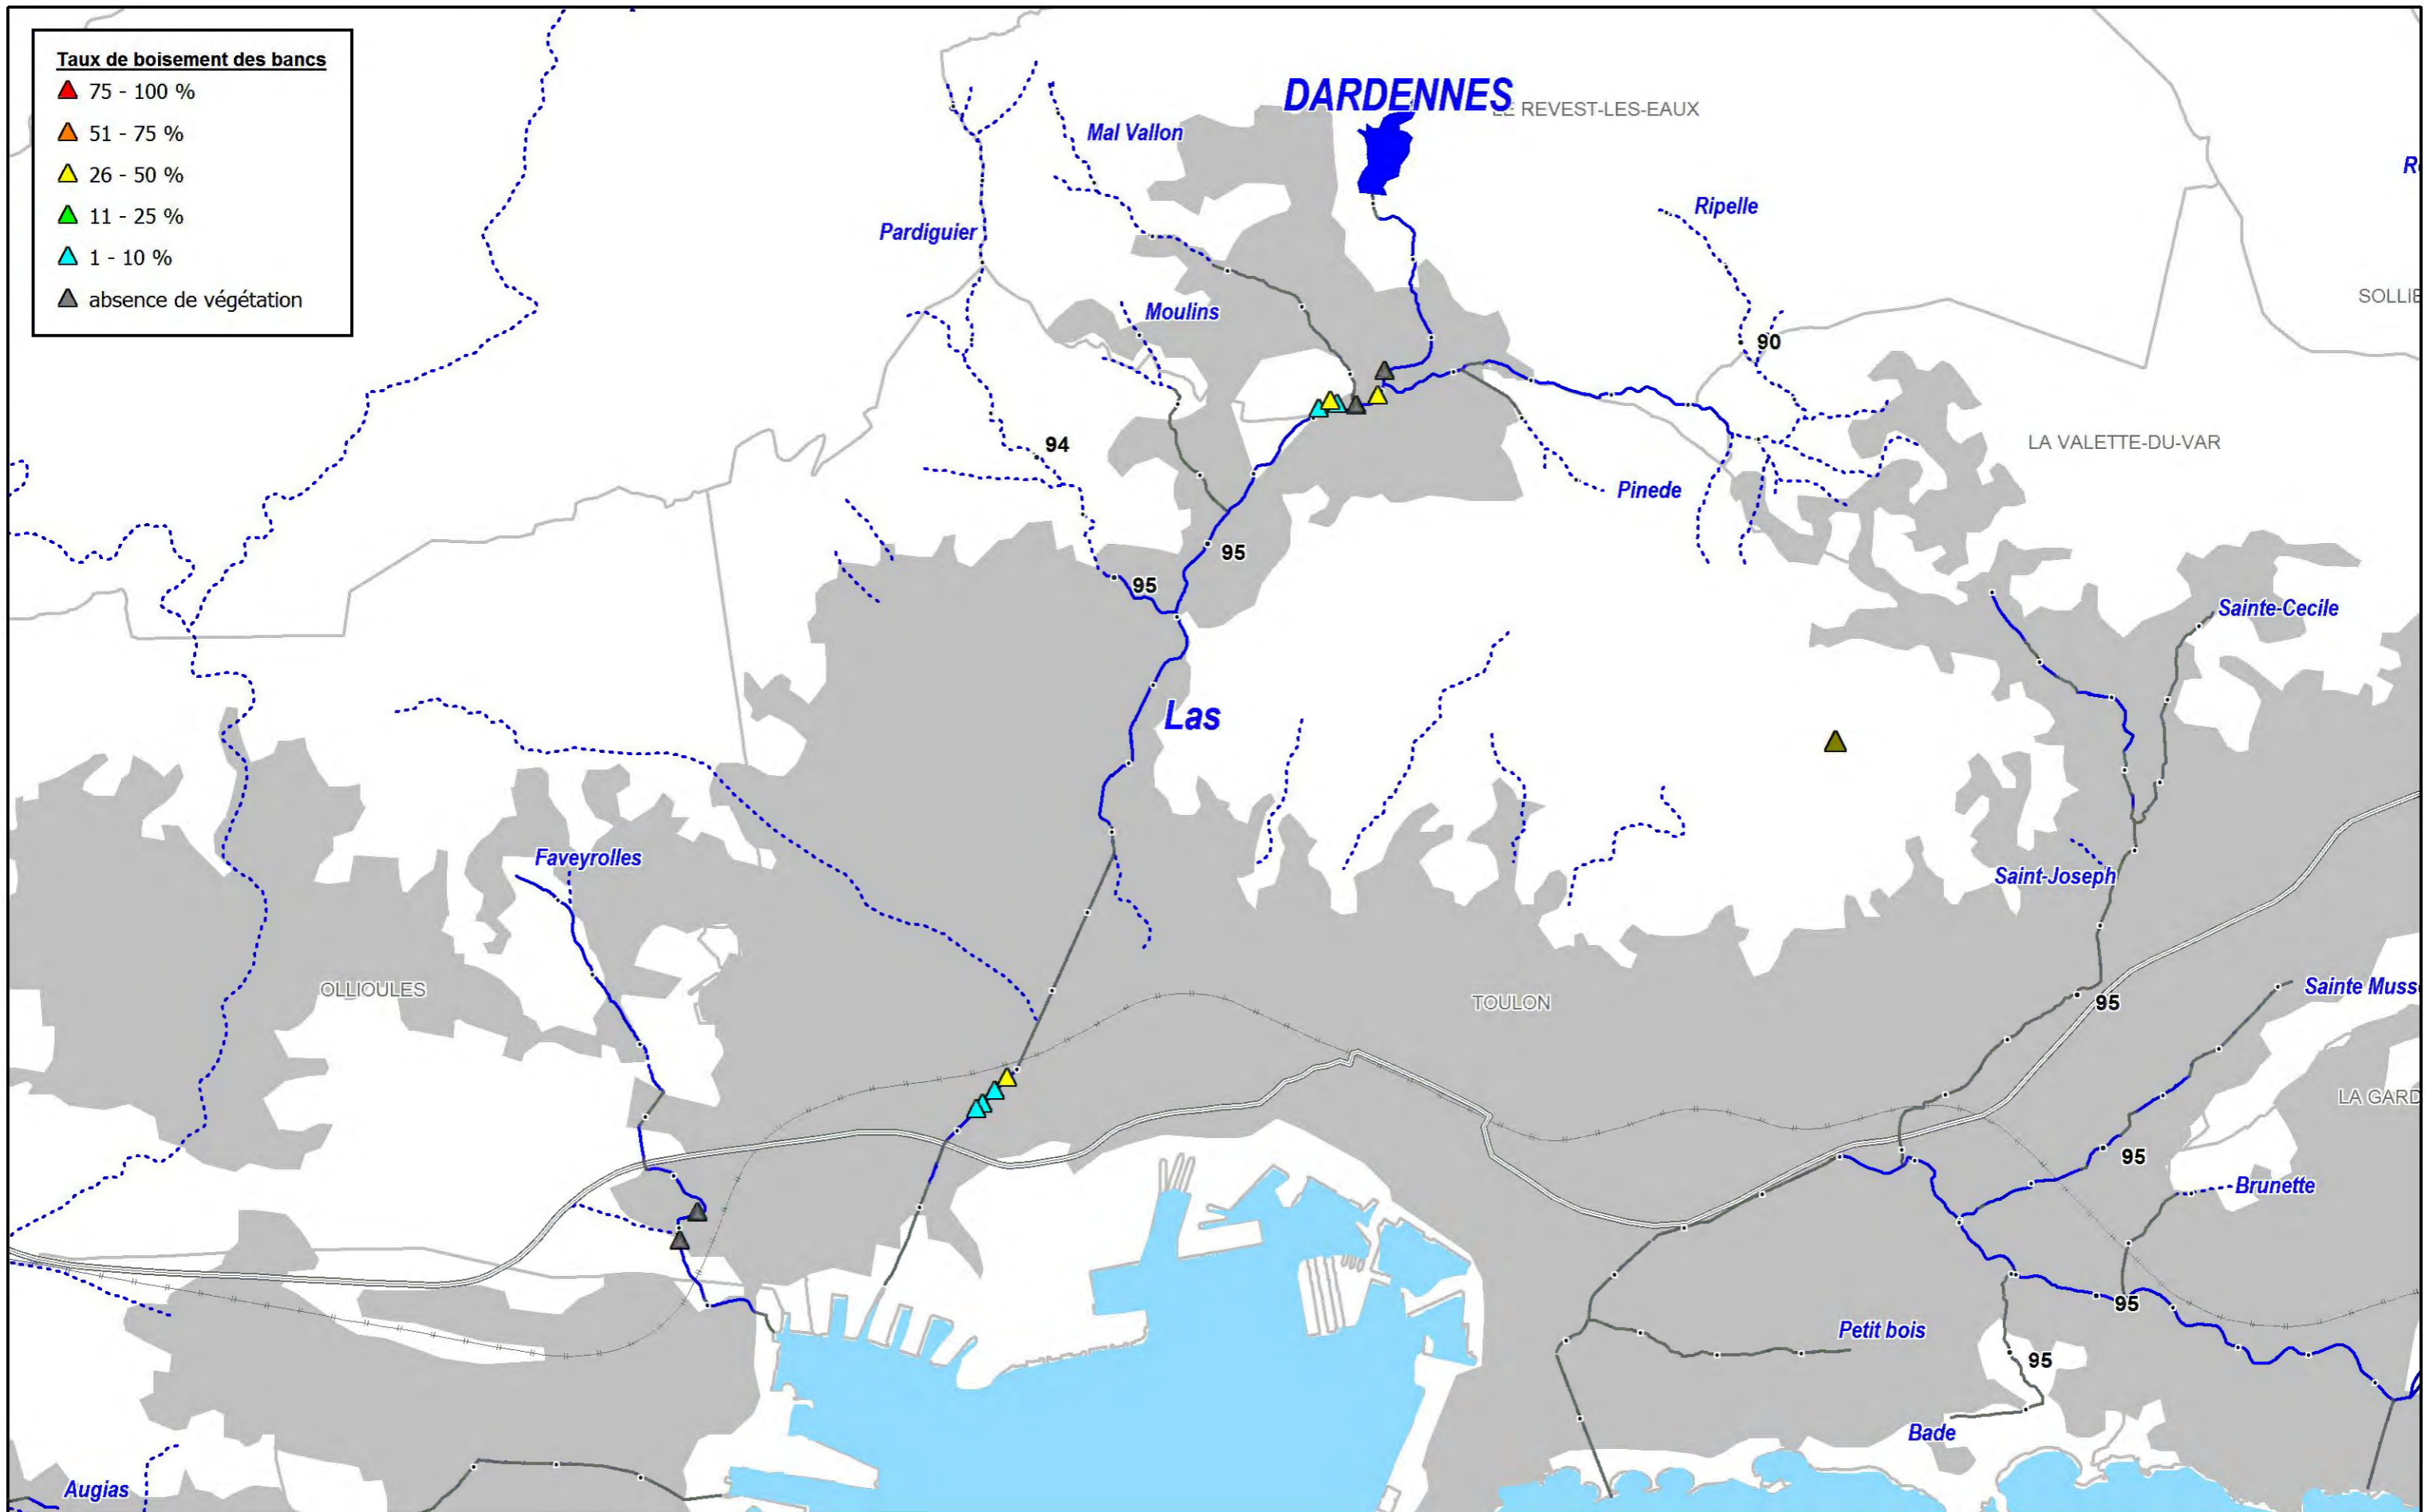 Taux de boisement des bancs
75 - 100 %
51 - 75 %
26 - 50 %
11 - 25 %
1 - 10 %
absence de végétation
DARDENNES
LE REVEST-LES-EAUX
Mal Vallon
Ripelle
Pardiguier
SOLLIE
Moulins
90
LA VALETTE-DU-VAR
94
Pinede
95
95
Sainte-Cecile
Las
Faveyrolles
Saint-Joseph
OLLIOULES
Sainte Muss
TOULON
95
LA GARD
95
Brunette
95
Petit bois
95
Bade
Augias